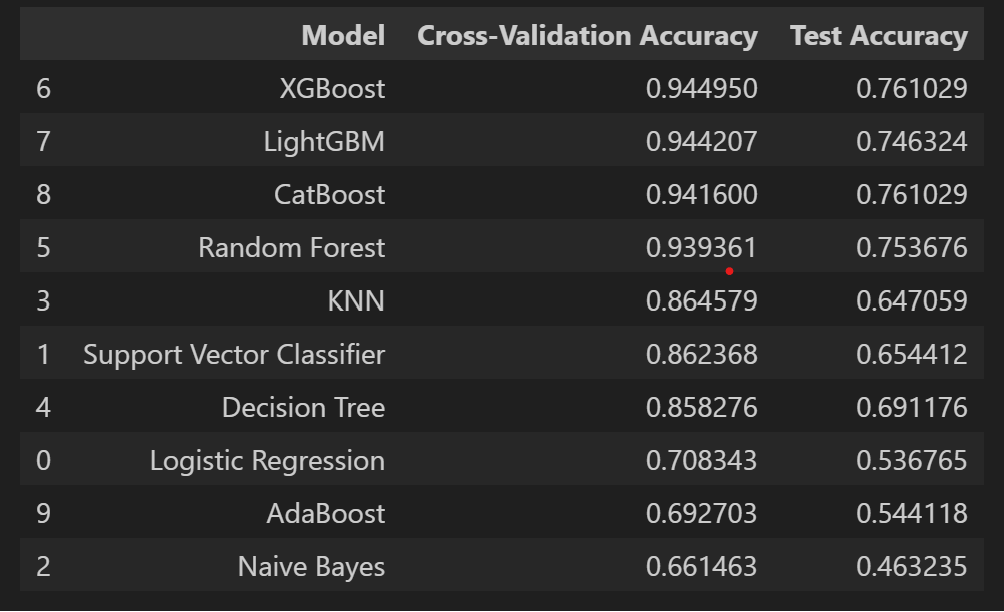 Model Cross-Validation Accuracy Test Accuracy
6 XGBoost 0.944950 0.761029
7 LightGBM 0.944207 0.746324
8 CatBoost 0.941600 0.761029
5 Random Forest 0.939361 0.753676
3 KNN 0.864579 0.647059
1 Support Vector Classifier 0.862368 0.654412
4 Decision Tree 0.858276 0.691176
0 Logistic Regression 0.708343 0.536765
9 AdaBoost 0.692703 0.544118
2 Naive Bayes 0.661463 0.463235